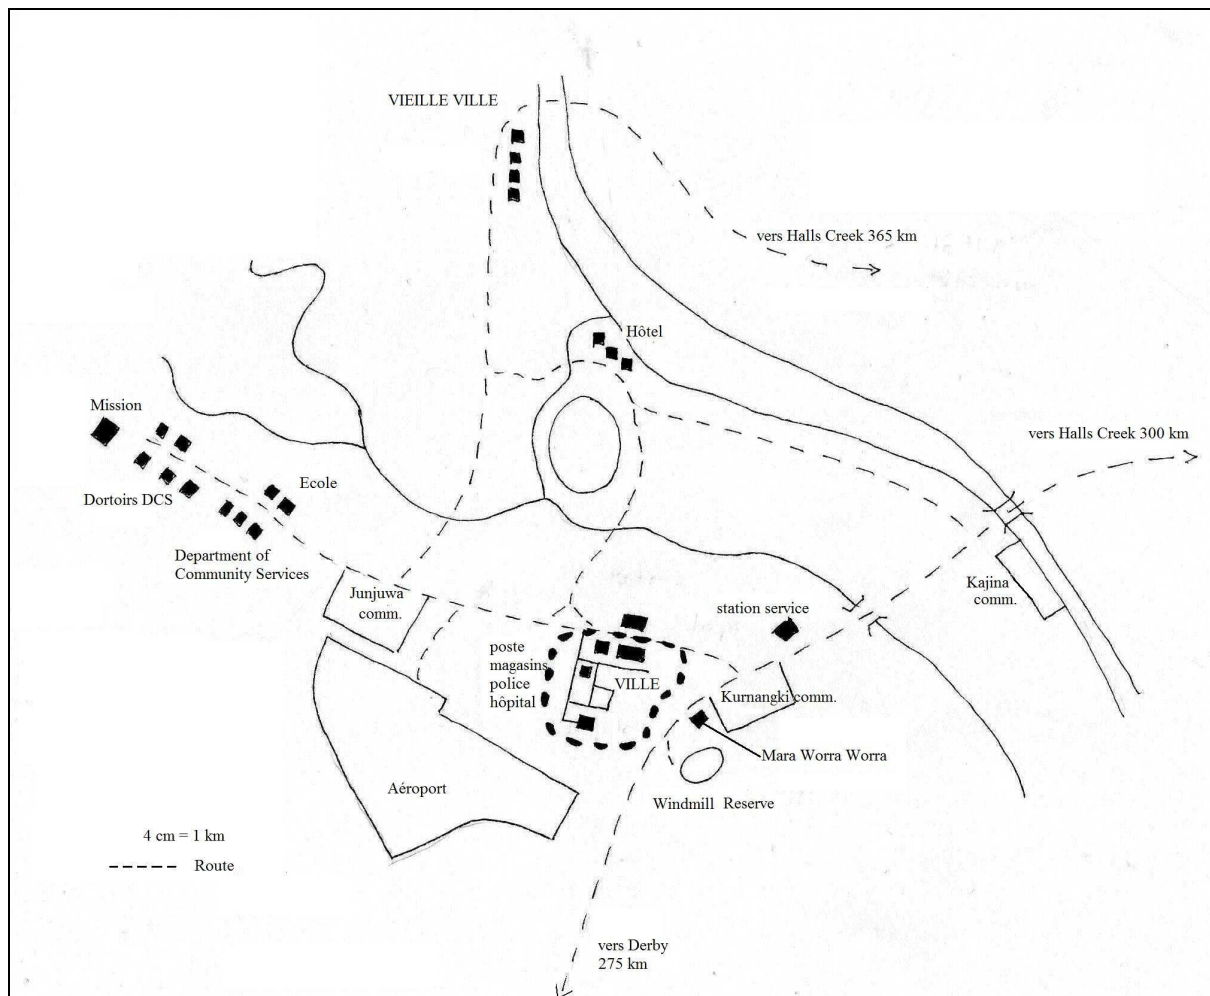 VIEILLE VILLE
vers Halls Creek 365 km
Hôtel
Mission
vers Halls Creek 300 km
Ecole
Dortoirs DCS
Department of
Community Services
Junjuwa
comm.
Kajina
comm.
station service
poste
magasins
police
hôpital
VILLE
Kurnangki comm.
Mara Worra Worra
Aéroport
Windmill Reserve
4 cm = 1 km
Route
vers Derby
275 km